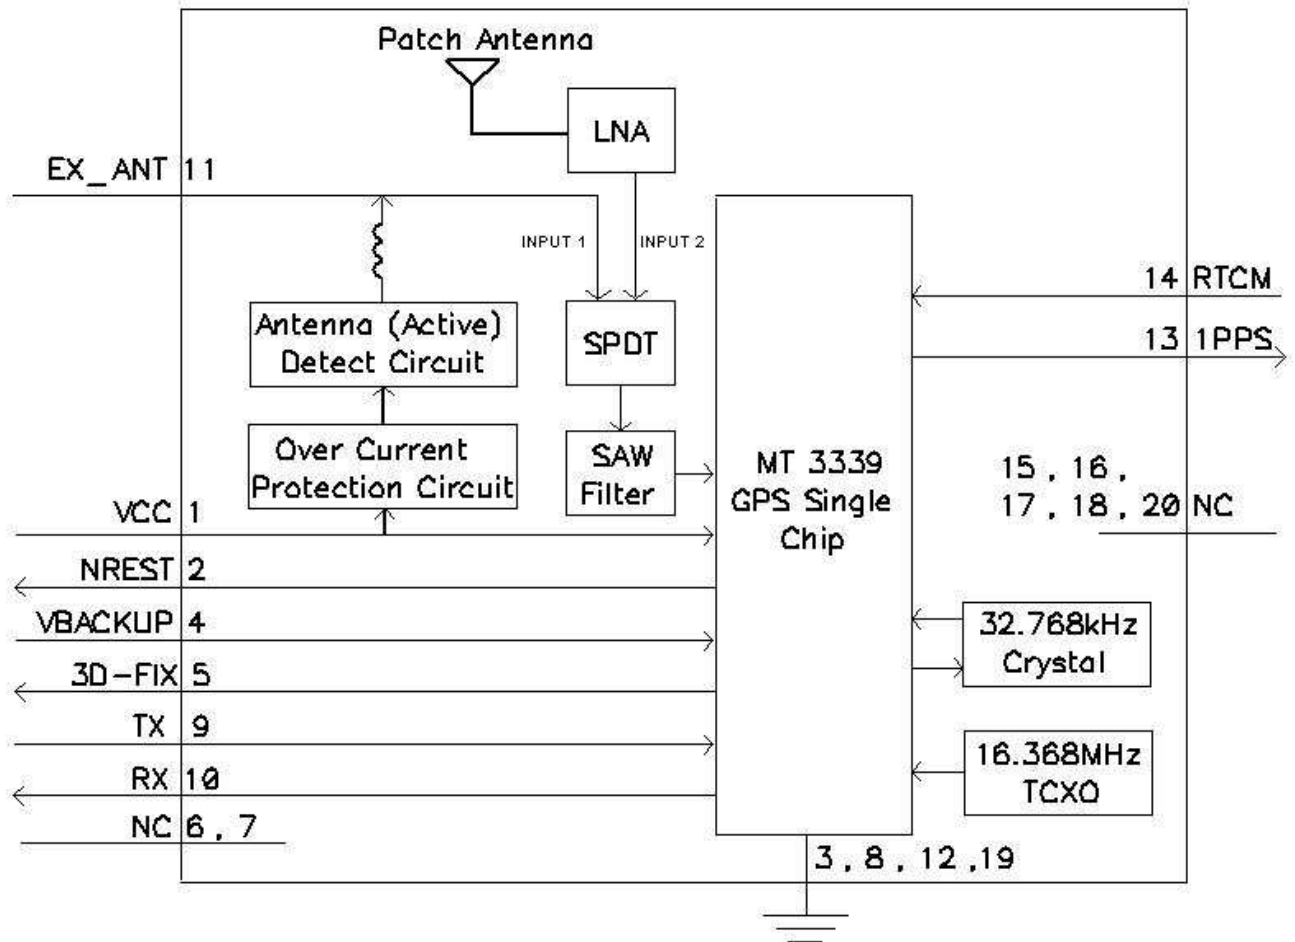 Patch Antenna
LNA
EX_ANT 11
INPUT 1
INPUT 2
14 RTCM
Antenna (Active)
Detect Circuit
SPDT
13 1PPS
Over Current
Protection Circuit
SAW
Filter
MT 3339
GPS Single
Chip
15 , 16 ,
17 , 18 , 20 NC
VCC 1
NREST 2
VBACKUP 4
32.768kHz
Crystal
3D-FIX 5
TX 9
16.368MHz
TCXO
RX 10
NC 6 , 7
3 , 8 , 12 ,19